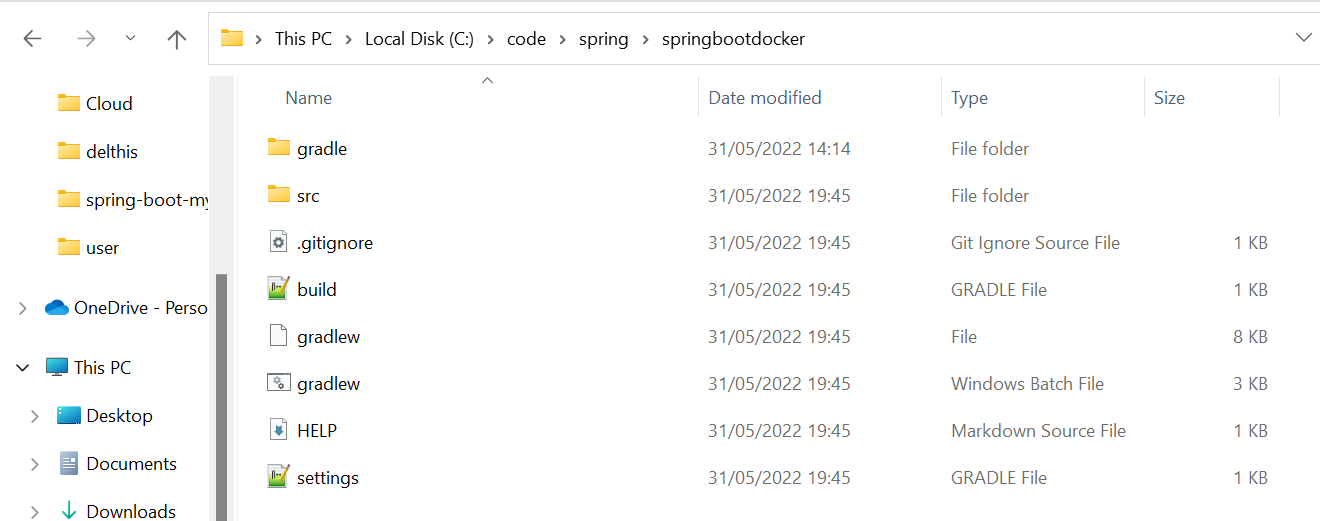 This PC > Local Disk (C:) > code > spring > springbootdocker
Cloud
delthis
spring-boot-my
user
OneDrive - Perso
This PC
Desktop
Documents
Downloads
Name Date modified Type Size
gradle 31/05/2022 14:14 File folder
src 31/05/2022 19:45 File folder
.gitignore 31/05/2022 19:45 Git Ignore Source File 1 KB
build 31/05/2022 19:45 GRADLE File 1 KB
gradlew 31/05/2022 19:45 File 8 KB
gradlew 31/05/2022 19:45 Windows Batch File 3 KB
HELP 31/05/2022 19:45 Markdown Source File 1 KB
settings 31/05/2022 19:45 GRADLE File 1 KB